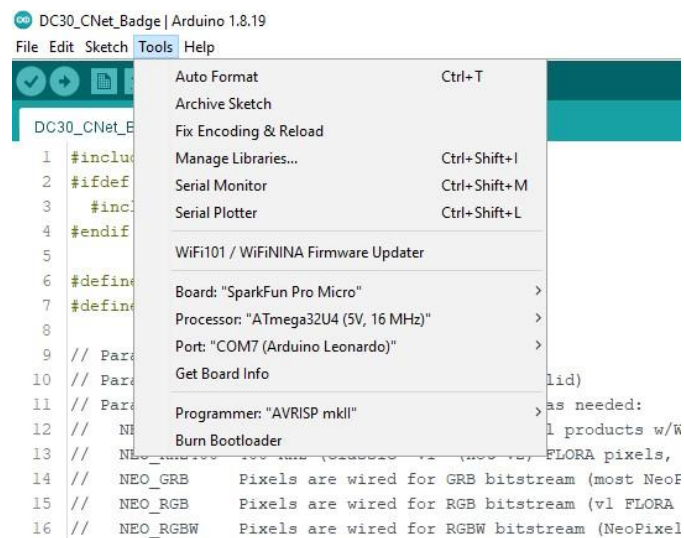 DC30_CNet_Badge | Arduino 1.8.19
File Edit Sketch Tools Help
Auto Format Ctrl+T
Archive Sketch
DC30_CNet_B
Fix Encoding & Reload
1 #includ
Manage Libraries... Ctrl+Shift+I
2 #ifdef
Serial Monitor Ctrl+Shift+M
3 #incl
Serial Plotter Ctrl+Shift+L
4 #endif
5
WiFi101 / WiFiNINA Firmware Updater
6 #define
Board: "SparkFun Pro Micro"
7 #define
Processor: "ATmega32U4 (5V, 16 MHz)"
8
Port: "COM7 (Arduino Leonardo)"
9 // Para
Get Board Info
10 // Para lid)
11 // Para as needed:
Programmer: "AVRISP mkII"
12 // NE l products w/W
Burn Bootloader
13 // FLORA pixels,
14 // NEO_GRB Pixels are wired for GRB bitstream (most NeoP
15 // NEO_RGB Pixels are wired for RGB bitstream (v1 FLORA
16 // NEO_RGBW Pixels are wired for RGBW bitstream (NeoPixel